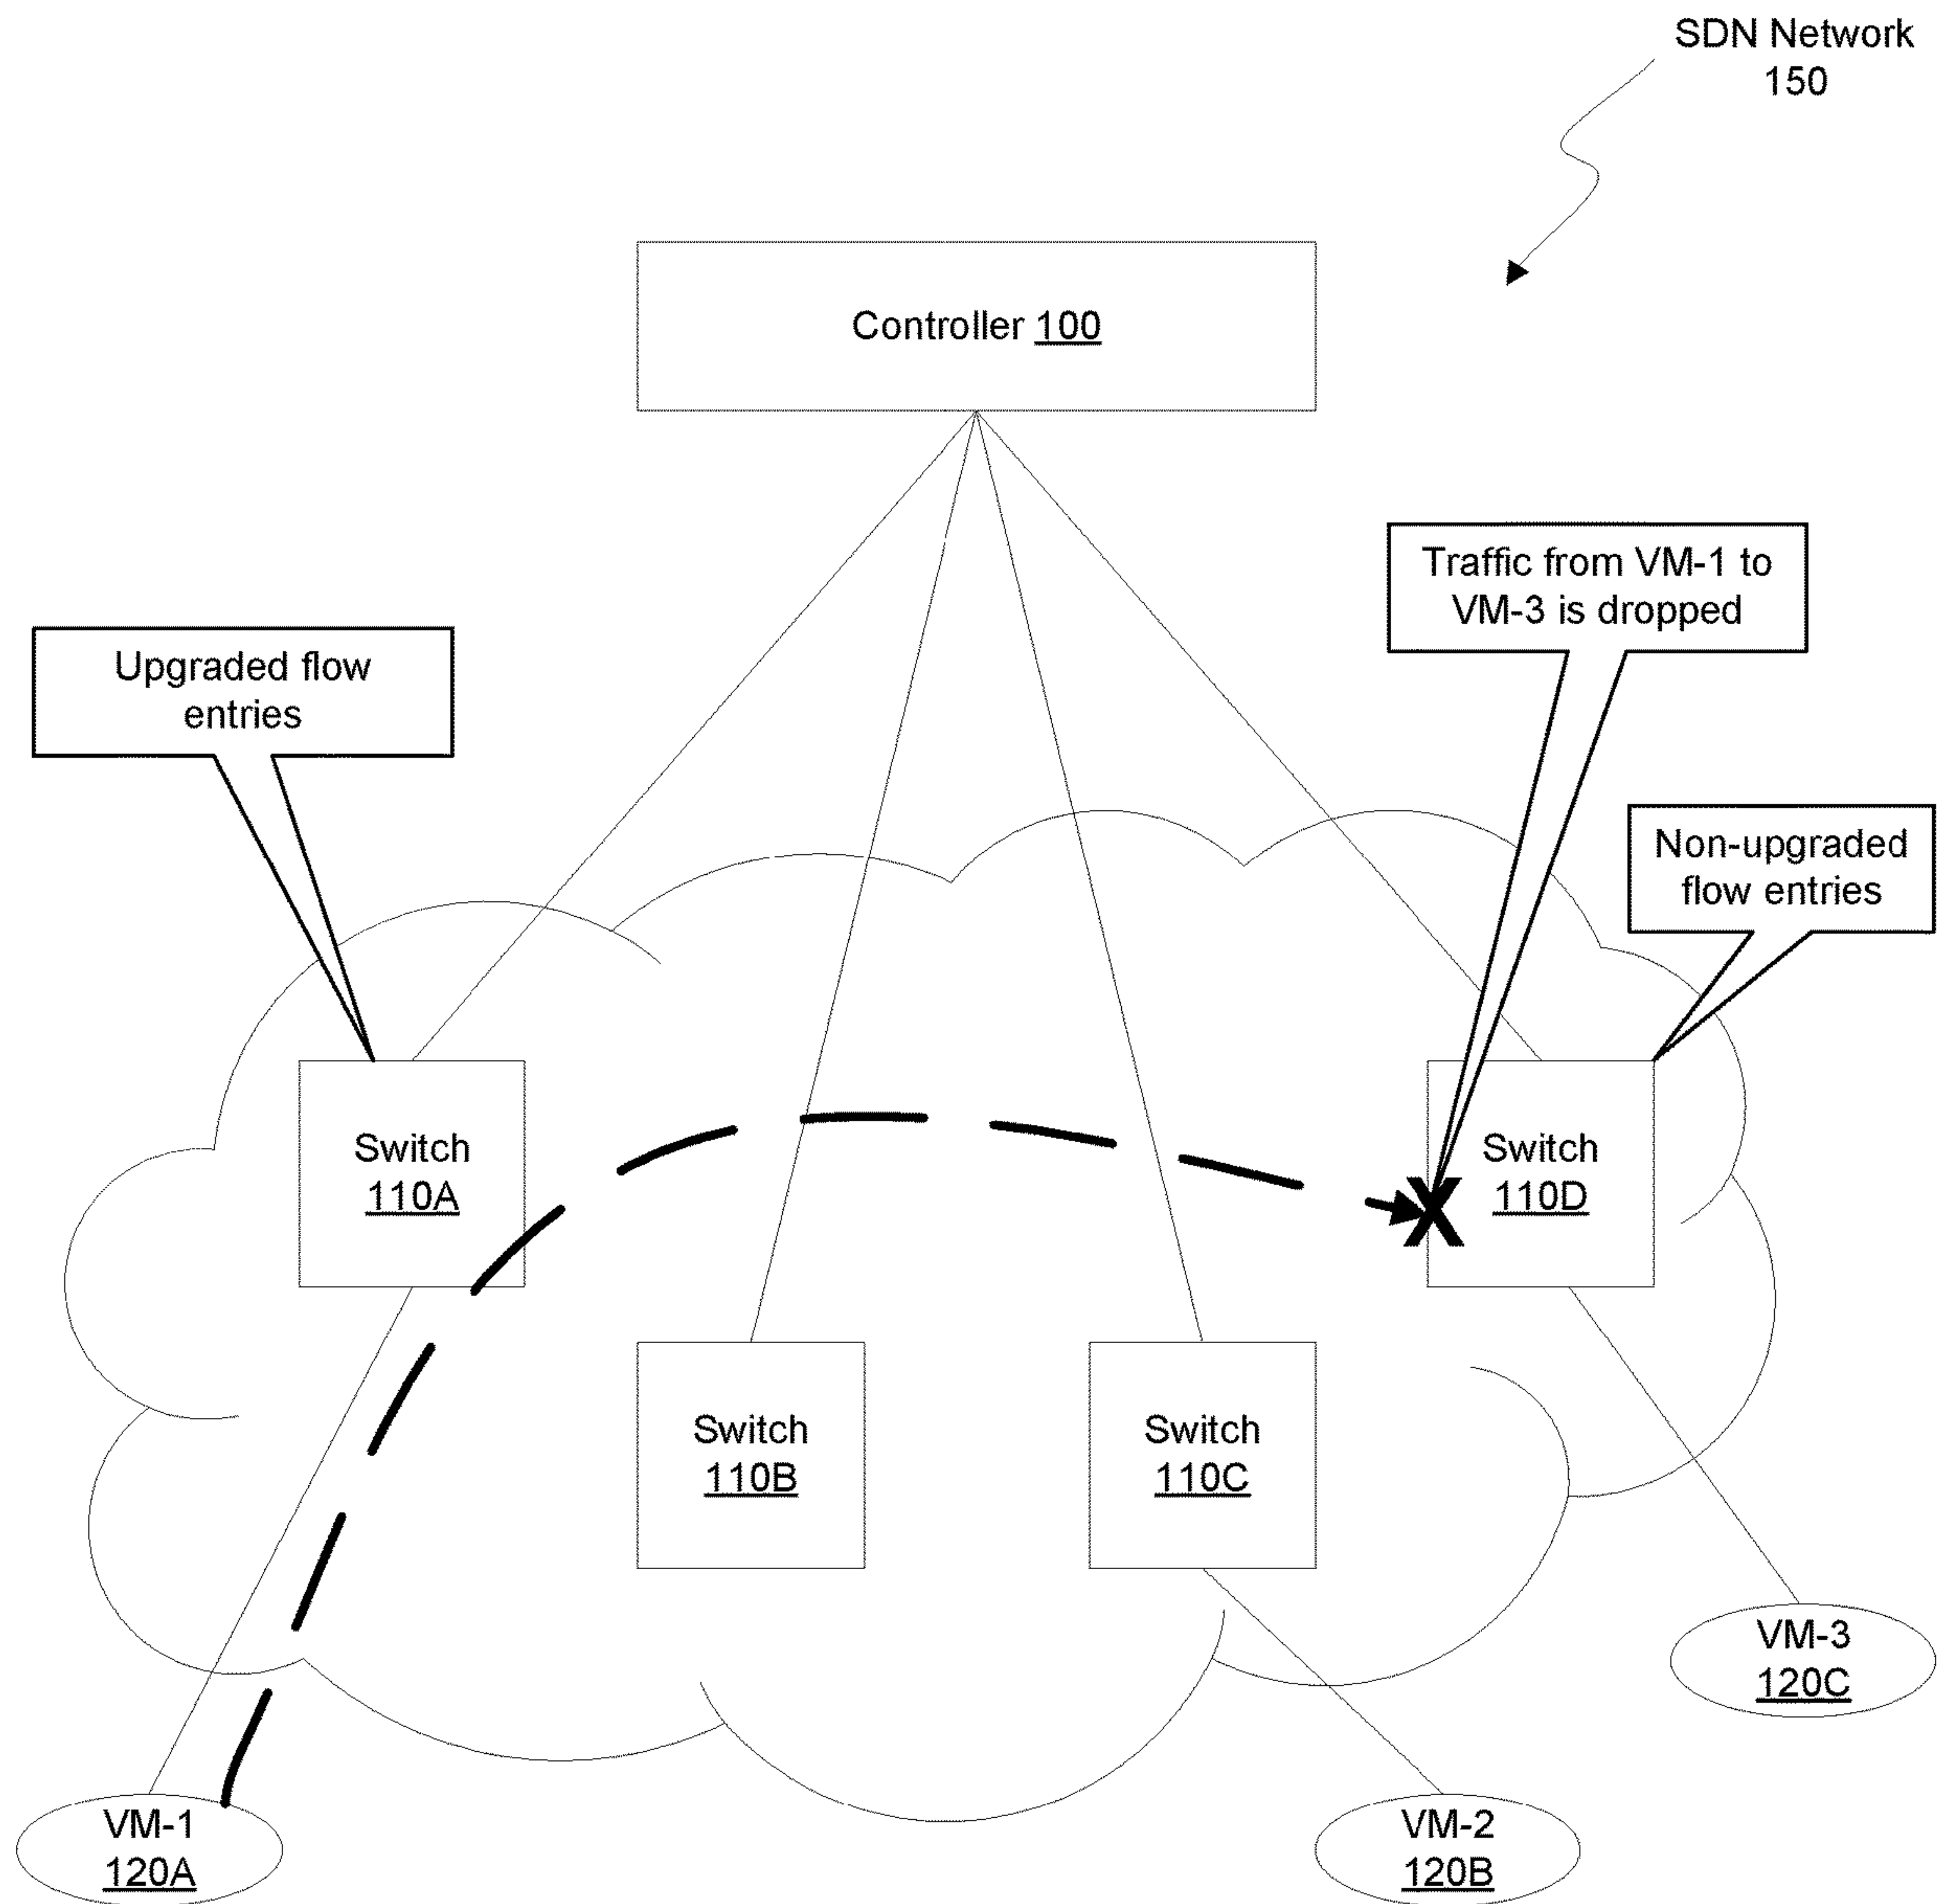 SDN Network
150
Controller 100
Traffic from VM-1 to
VM-3 is dropped
Upgraded flow
entries
Non-upgraded
flow entries
Switch
110A
Switch
110D
Switch
110B
Switch
110C
VM-3
120C
VM-1
120A
VM-2
120B